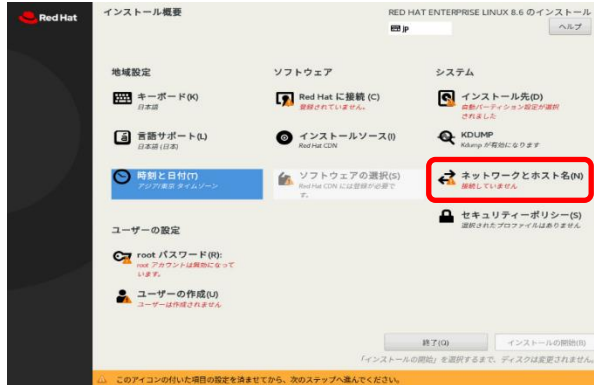 Red Hat
インストール概要
RED HAT ENTERPRISE LINUX 8.6 のインストール
jp
ヘルプ
地域設定
キーボード(K)
日本語
言語サポート(L)
日本語 (日本)
時刻と日付(T)
アジア/東京 タイムゾーン
ソフトウェア
Red Hat に接続 (C)
登録されていません。
インストールソース(I)
Red Hat CDN
ソフトウェアの選択(S)
Red Hat CDN には登録が必要で
す。
システム
インストール先(D)
自動パーティション設定が選択
されました
KDUMP
Kdump が有効になります
ネットワークとホスト名(N)
接続していません
セキュリティーポリシー(S)
選択されたプロファイルはありません
ユーザーの設定
root パスワード(R):
root アカウントは無効になって
います。
ユーザーの作成(U)
ユーザーは作成されません
終了(Q)
インストールの開始(B)
「インストールの開始」を選択するまで、ディスクは変更されません。
このアイコンの付いた項目の設定を済ませてから、次のステップへ進んでください。